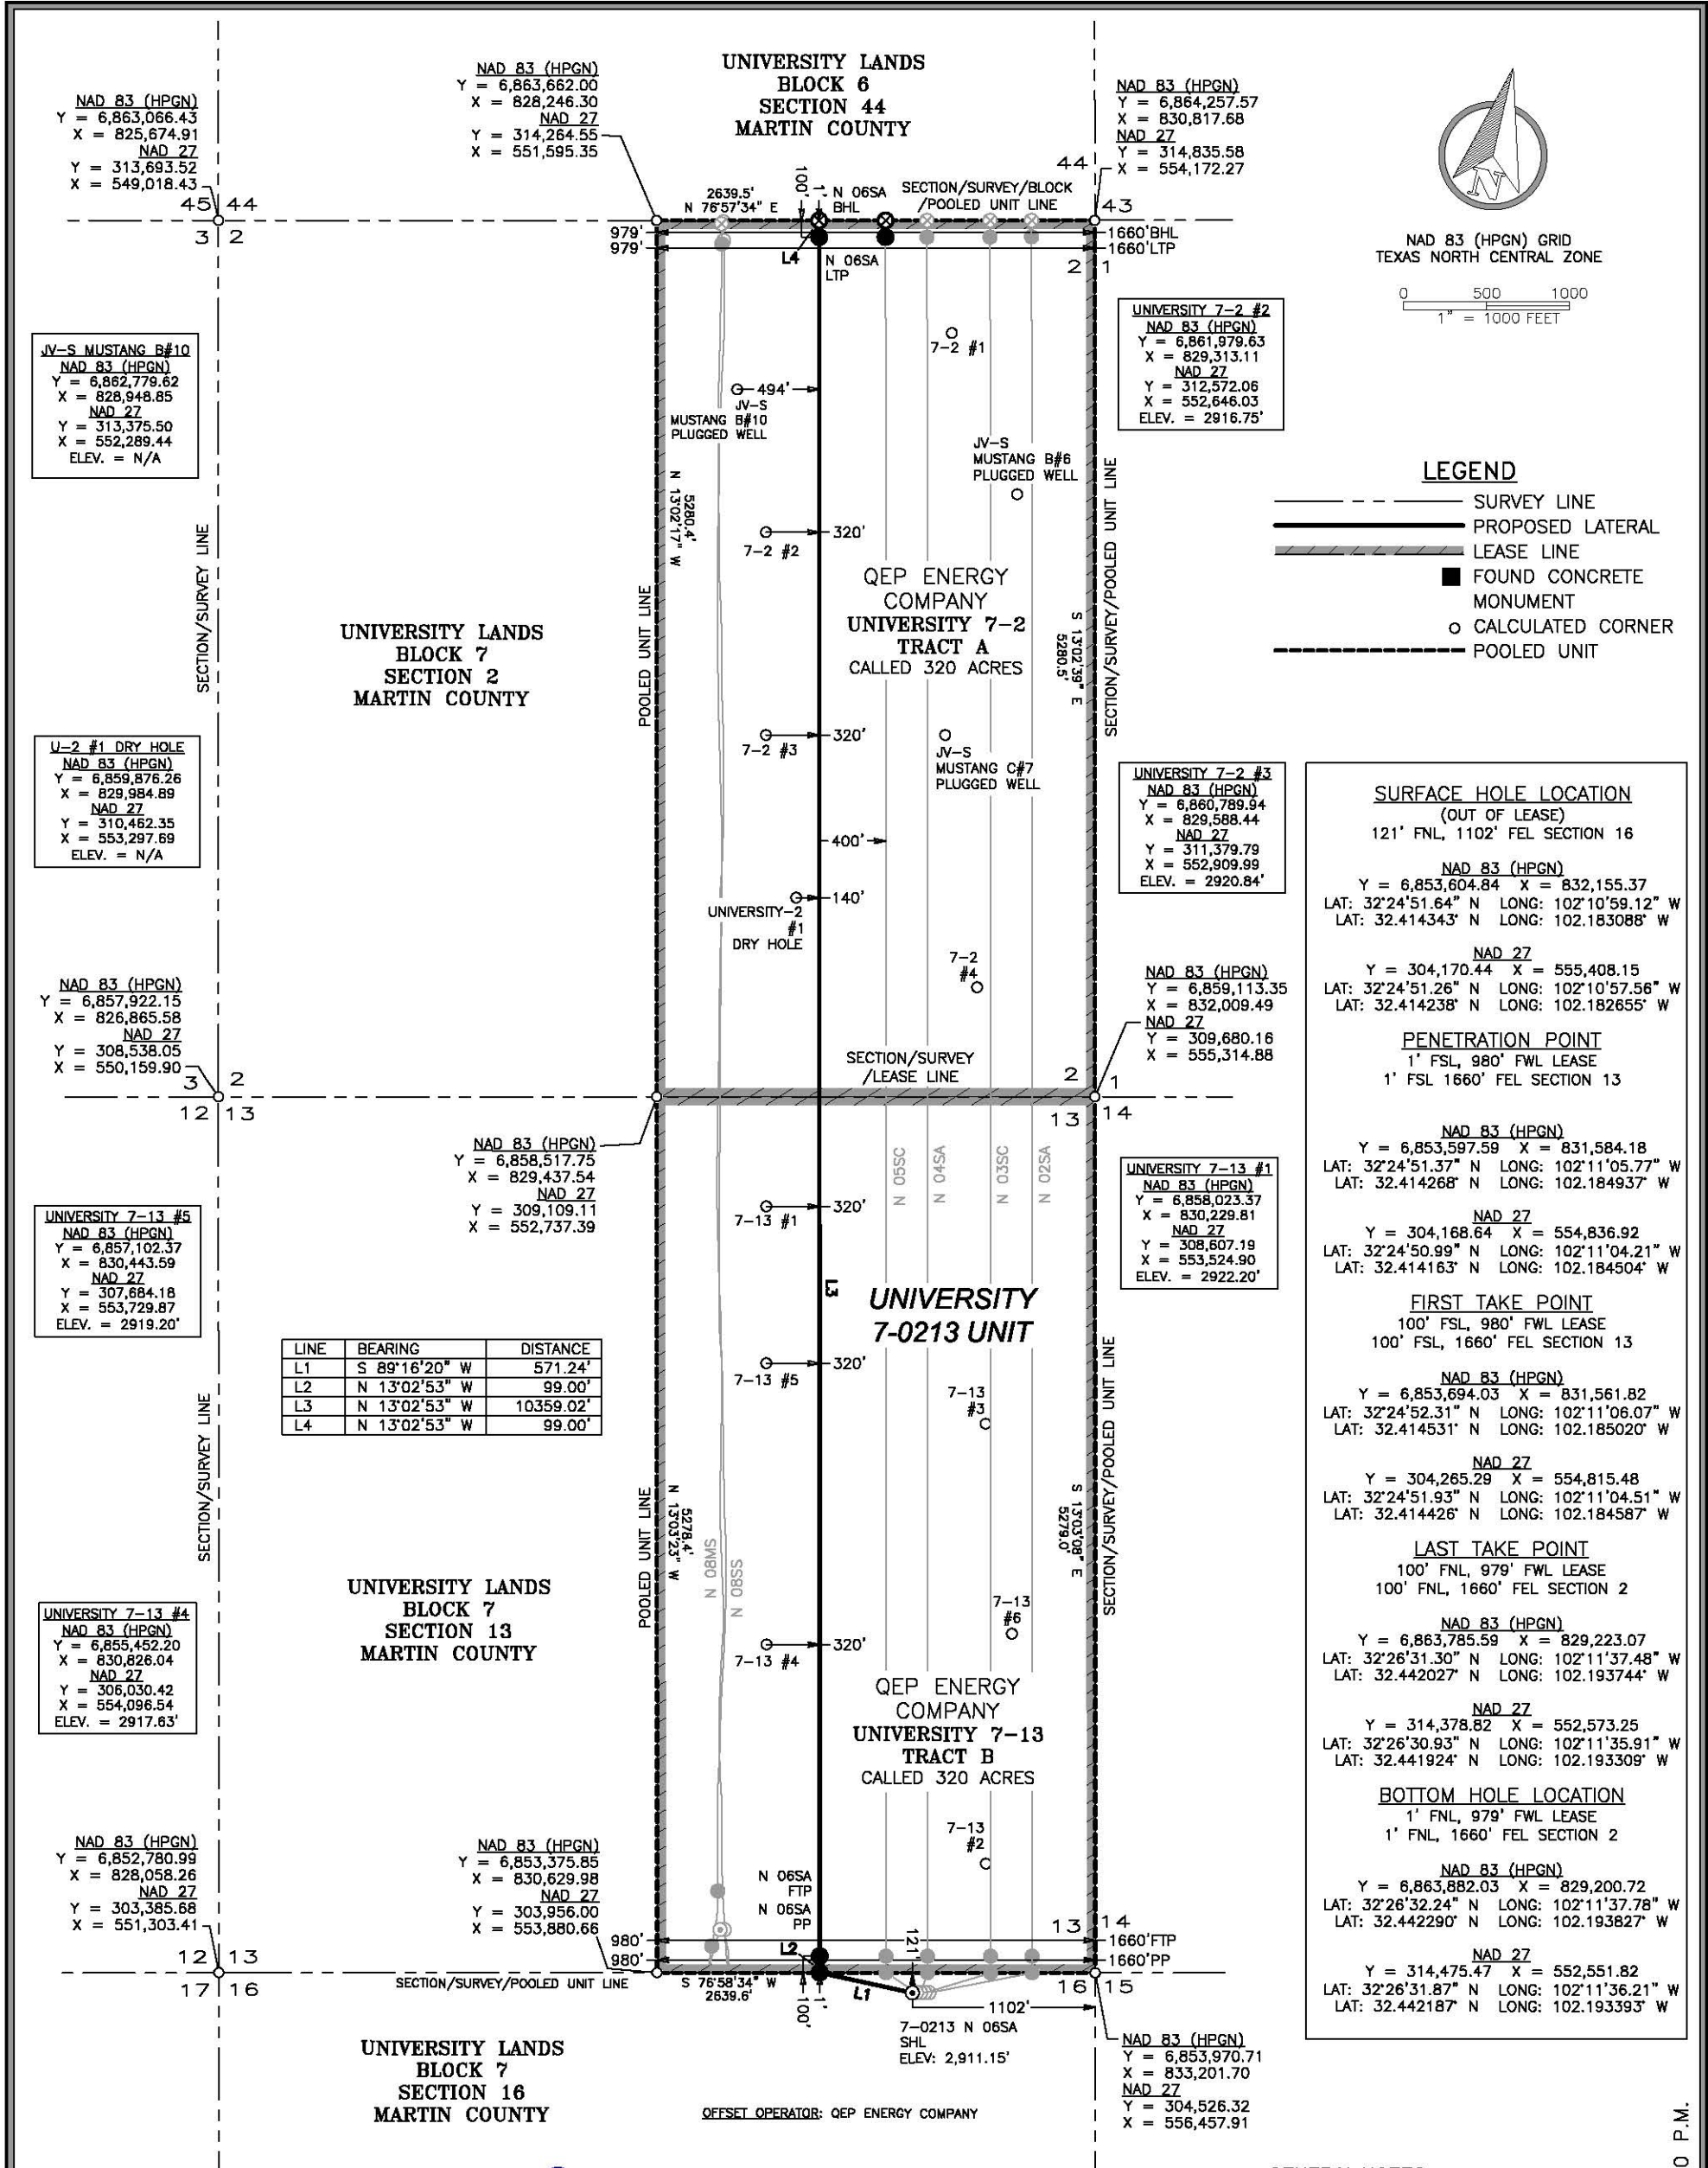 UNIVERSITY LANDS
BLOCK 6
SECTION 44
MARTIN COUNTY
NAD 83 (HPGN)
Y = 6,863,066.43
X = 825,674.91
NAD 27
Y = 313,693.52
X = 549,018.43
NAD 83 (HPGN)
Y = 6,863,662.00
X = 828,246.30
NAD 27
Y = 314,264.55
X = 551,595.35
NAD 83 (HPGN)
Y = 6,864,257.57
X = 830,817.68
NAD 27
Y = 314,835.58
X = 554,172.27
N
NAD 83 (HPGN) GRID
TEXAS NORTH CENTRAL ZONE
0 500 1000
1" = 1000 FEET
45 44
3 2
44
43
2 1
2639.5'
N 76°57'34" E
100'
1'
N 06SA
BHL
SECTION/SURVEY/BLOCK
/POOLED UNIT LINE
979'
979'
1660'BHL
1660'LTP
L4
N 06SA
LTP
JV-S MUSTANG B#10
NAD 83 (HPGN)
Y = 6,862,779.62
X = 828,948.85
NAD 27
Y = 313,375.50
X = 552,289.44
ELEV. = N/A
UNIVERSITY 7-2 #2
NAD 83 (HPGN)
Y = 6,861,979.63
X = 829,313.11
NAD 27
Y = 312,572.06
X = 552,646.03
ELEV. = 2916.75'
7-2 #1
494'
JV-S
MUSTANG B#10
PLUGGED WELL
JV-S
MUSTANG B#6
PLUGGED WELL
LEGEND
SURVEY LINE
PROPOSED LATERAL
LEASE LINE
FOUND CONCRETE
MONUMENT
CALCULATED CORNER
POOLED UNIT
SECTION/SURVEY LINE
5280.4'
N 13°02'17" W
POOLED UNIT LINE
320'
7-2 #2
QEP ENERGY
COMPANY
UNIVERSITY 7-2
TRACT A
CALLED 320 ACRES
S 13°02'39" E
5280.5'
SECTION/SURVEY/POOLED UNIT LINE
UNIVERSITY LANDS
BLOCK 7
SECTION 2
MARTIN COUNTY
320'
7-2 #3
JV-S
MUSTANG C#7
PLUGGED WELL
U-2 #1 DRY HOLE
NAD 83 (HPGN)
Y = 6,859,876.26
X = 829,984.89
NAD 27
Y = 310,462.35
X = 553,297.69
ELEV. = N/A
UNIVERSITY 7-2 #3
NAD 83 (HPGN)
Y = 6,860,789.94
X = 829,588.44
NAD 27
Y = 311,379.79
X = 552,909.99
ELEV. = 2920.84'
400'
140'
UNIVERSITY-2
#1
DRY HOLE
7-2
#4
NAD 83 (HPGN)
Y = 6,857,922.15
X = 826,865.58
NAD 27
Y = 308,538.05
X = 550,159.90
NAD 83 (HPGN)
Y = 6,859,113.35
X = 832,009.49
NAD 27
Y = 309,680.16
X = 555,314.88
SECTION/SURVEY
/LEASE LINE
3 2
12 13
2 1
13 14
NAD 83 (HPGN)
Y = 6,858,517.75
X = 829,437.54
NAD 27
Y = 309,109.11
X = 552,737.39
N 05SC
N 04SA
N 03SC
N 02SA
UNIVERSITY 7-13 #1
NAD 83 (HPGN)
Y = 6,858,023.37
X = 830,229.81
NAD 27
Y = 308,607.19
X = 553,524.90
ELEV. = 2922.20'
320'
7-13 #1
UNIVERSITY 7-13 #5
NAD 83 (HPGN)
Y = 6,857,102.37
X = 830,443.59
NAD 27
Y = 307,684.18
X = 553,729.87
ELEV. = 2919.20'
L3
UNIVERSITY
7-0213 UNIT
LINE BEARING DISTANCE
L1 S 89°16'20" W 571.24'
L2 N 13°02'53" W 99.00'
L3 N 13°02'53" W 10359.02'
L4 N 13°02'53" W 99.00'
320'
7-13 #5
7-13
#3
SECTION/SURVEY LINE
POOLED UNIT LINE
5278.4'
N 13°03'23" W
N 08MS
N 08SS
S 13°03'08" E
5279.0'
SECTION/SURVEY/POOLED UNIT LINE
UNIVERSITY LANDS
BLOCK 7
SECTION 13
MARTIN COUNTY
7-13
#6
320'
7-13 #4
UNIVERSITY 7-13 #4
NAD 83 (HPGN)
Y = 6,855,452.20
X = 830,826.04
NAD 27
Y = 306,030.42
X = 554,096.54
ELEV. = 2917.63'
QEP ENERGY
COMPANY
UNIVERSITY 7-13
TRACT B
CALLED 320 ACRES
7-13
#2
NAD 83 (HPGN)
Y = 6,852,780.99
X = 828,058.26
NAD 27
Y = 303,385.68
X = 551,303.41
NAD 83 (HPGN)
Y = 6,853,375.85
X = 830,629.98
NAD 27
Y = 303,956.00
X = 553,880.66
N 06SA
FTP
N 06SA
PP
980'
980'
L2
121'
13 14
1660'FTP
1660'PP
12 13
17 16
16 15
SECTION/SURVEY/POOLED UNIT LINE
S 76°58'34" W
2639.6'
100'
1'
L1
1102'
7-0213 N 06SA
SHL
ELEV: 2,911.15'
NAD 83 (HPGN)
Y = 6,853,970.71
X = 833,201.70
NAD 27
Y = 304,526.32
X = 556,457.91
UNIVERSITY LANDS
BLOCK 7
SECTION 16
MARTIN COUNTY
OFFSET OPERATOR: QEP ENERGY COMPANY
SURFACE HOLE LOCATION
(OUT OF LEASE)
121' FNL, 1102' FEL SECTION 16
NAD 83 (HPGN)
Y = 6,853,604.84 X = 832,155.37
LAT: 32°24'51.64" N LONG: 102°10'59.12" W
LAT: 32.414343° N LONG: 102.183088° W
NAD 27
Y = 304,170.44 X = 555,408.15
LAT: 32°24'51.26" N LONG: 102°10'57.56" W
LAT: 32.414238° N LONG: 102.182655° W
PENETRATION POINT
1' FSL, 980' FWL LEASE
1' FSL 1660' FEL SECTION 13
NAD 83 (HPGN)
Y = 6,853,597.59 X = 831,584.18
LAT: 32°24'51.37" N LONG: 102°11'05.77" W
LAT: 32.414268° N LONG: 102.184937° W
NAD 27
Y = 304,168.64 X = 554,836.92
LAT: 32°24'50.99" N LONG: 102°11'04.21" W
LAT: 32.414163° N LONG: 102.184504° W
FIRST TAKE POINT
100' FSL, 980' FWL LEASE
100' FSL, 1660' FEL SECTION 13
NAD 83 (HPGN)
Y = 6,853,694.03 X = 831,561.82
LAT: 32°24'52.31" N LONG: 102°11'06.07" W
LAT: 32.414531° N LONG: 102.185020° W
NAD 27
Y = 304,265.29 X = 554,815.48
LAT: 32°24'51.93" N LONG: 102°11'04.51" W
LAT: 32.414426° N LONG: 102.184587° W
LAST TAKE POINT
100' FNL, 979' FWL LEASE
100' FNL, 1660' FEL SECTION 2
NAD 83 (HPGN)
Y = 6,863,785.59 X = 829,223.07
LAT: 32°26'31.30" N LONG: 102°11'37.48" W
LAT: 32.442027° N LONG: 102.193744° W
NAD 27
Y = 314,378.82 X = 552,573.25
LAT: 32°26'30.93" N LONG: 102°11'35.91" W
LAT: 32.441924° N LONG: 102.193309° W
BOTTOM HOLE LOCATION
1' FNL, 979' FWL LEASE
1' FNL, 1660' FEL SECTION 2
NAD 83 (HPGN)
Y = 6,863,882.03 X = 829,200.72
LAT: 32°26'32.24" N LONG: 102°11'37.78" W
LAT: 32.442290° N LONG: 102.193827° W
NAD 27
Y = 314,475.47 X = 552,551.82
LAT: 32°26'31.87" N LONG: 102°11'36.21" W
LAT: 32.442187° N LONG: 102.193393° W
P.M.